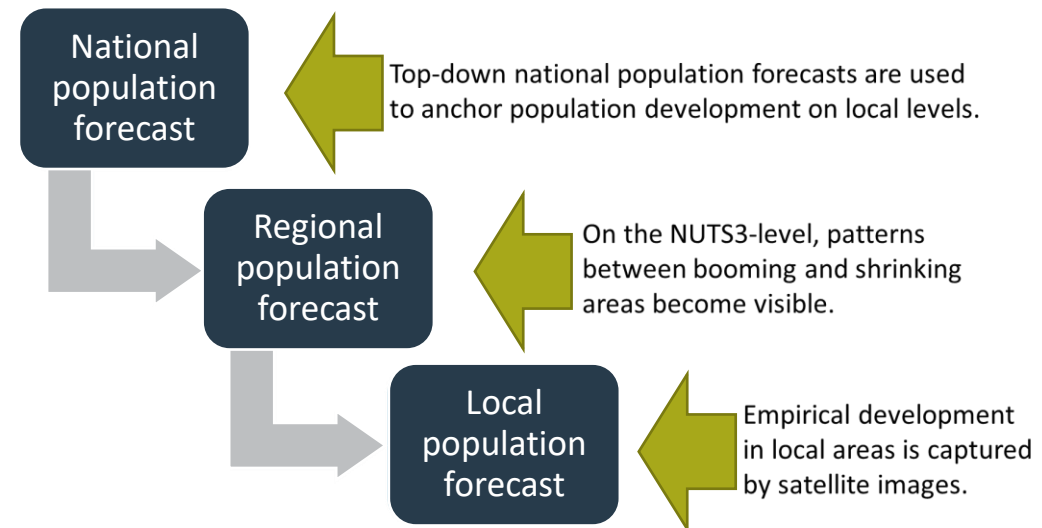 National
population
forecast
Top-down national population forecasts are used
to anchor population development on local levels.
Regional
population
forecast
On the NUTS3-level, patterns
between booming and shrinking
areas become visible.
Local
population
forecast
Empirical development
in local areas is captured
by satellite images.